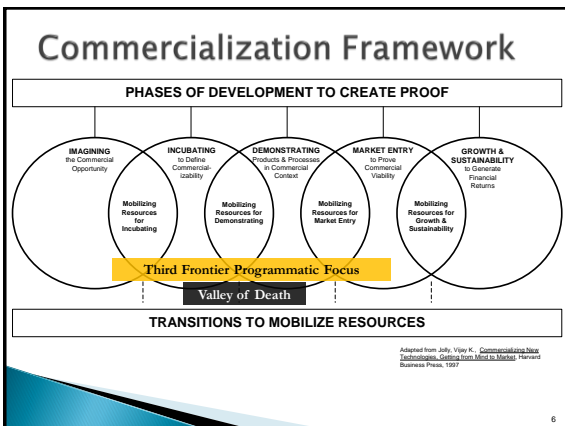 Commercialization Framework
PHASES OF DEVELOPMENT TO CREATE PROOF
IMAGINING
the Commercial
Opportunity
INCUBATING
to Define
Commercial-
izability
DEMONSTRATING
Products & Processes
in Commercial
Context
MARKET ENTRY
to Prove
Commercial
Viability
GROWTH &
SUSTAINABILITY
to Generate
Financial
Returns
Mobilizing
Resources
for
Incubating
Mobilizing
Resources for
Demonstrating
Mobilizing
Resources for
Market Entry
Mobilizing
Resources for
Growth &
Sustainability
Third Frontier Programmatic Focus
Valley of Death
TRANSITIONS TO MOBILIZE RESOURCES
Adapted from Jolly, Vijay K., Commercializing New
Technologies, Getting from Mind to Market, Harvard
Business Press, 1997
6